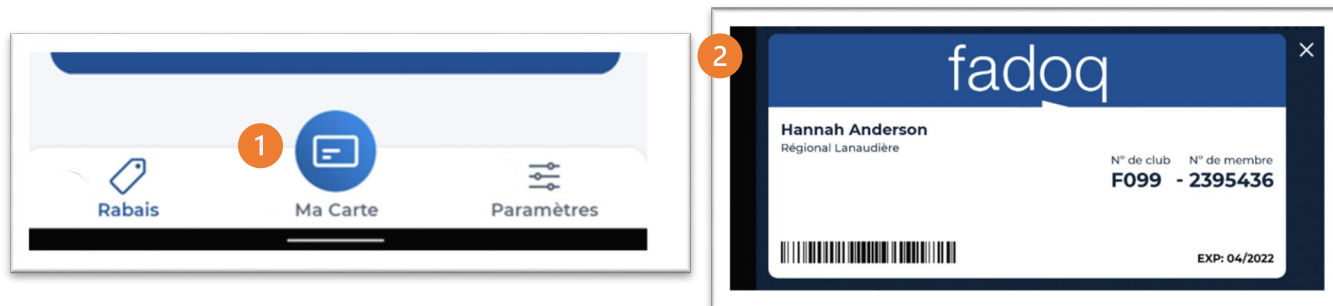 1
Rabais
Ma Carte
Paramètres
2
fadoq
Hannah Anderson
Régional Lanaudière
N° de club N° de membre
F099 - 2395436
EXP: 04/2022